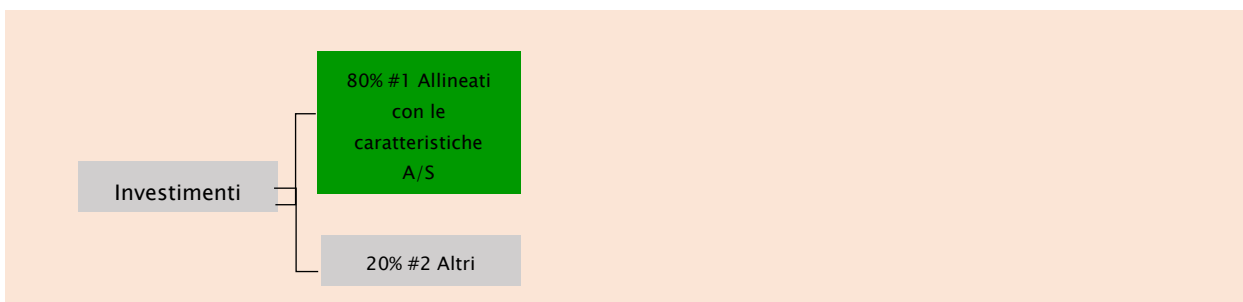 80% #1 Allineati
con le
caratteristiche
A/S
Investimenti
20% #2 Altri